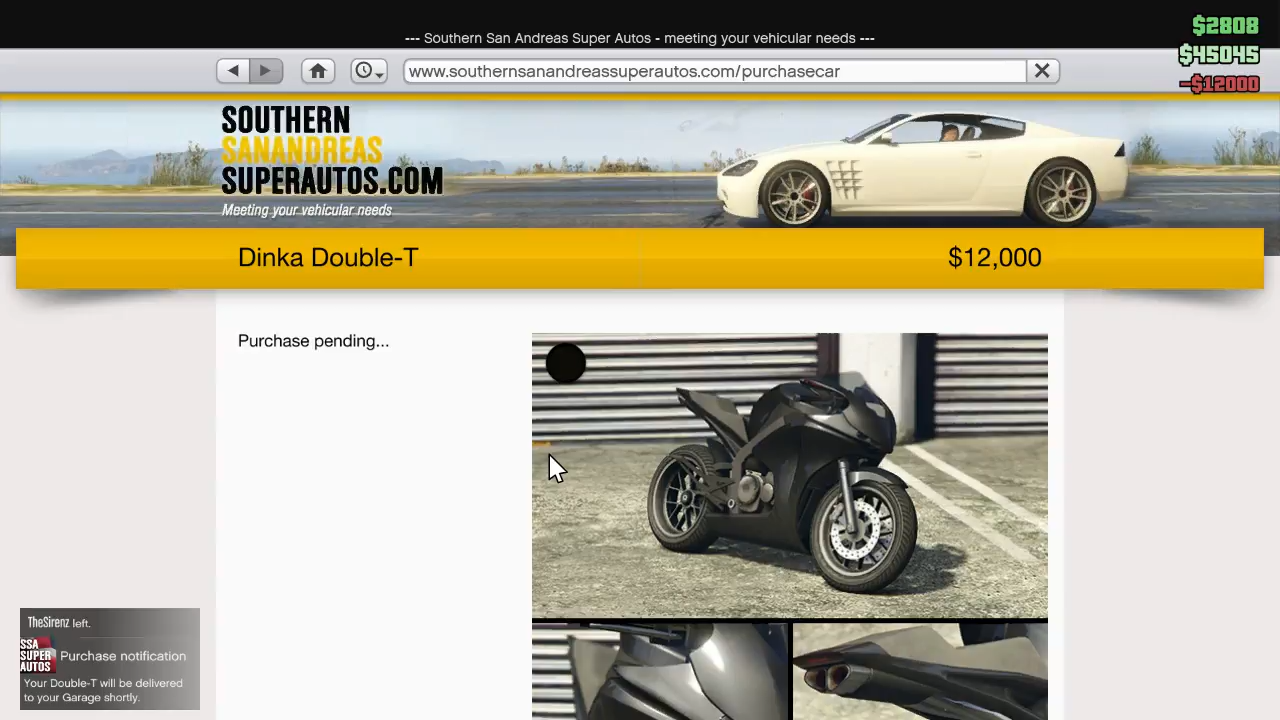 --- Southern San Andreas Super Autos - meeting your vehicular needs ---
$2808
$45045
-$12000
www.southernsanandreassuperautos.com/purchasecar
SOUTHERN
SANANDREAS
SUPERAUTOS.COM
Meeting your vehicular needs
Dinka Double-T
$12,000
Purchase pending...
TheSirenz left.
SSA
SUPER
AUTOS
Purchase notification
Your Double-T will be delivered
to your Garage shortly.